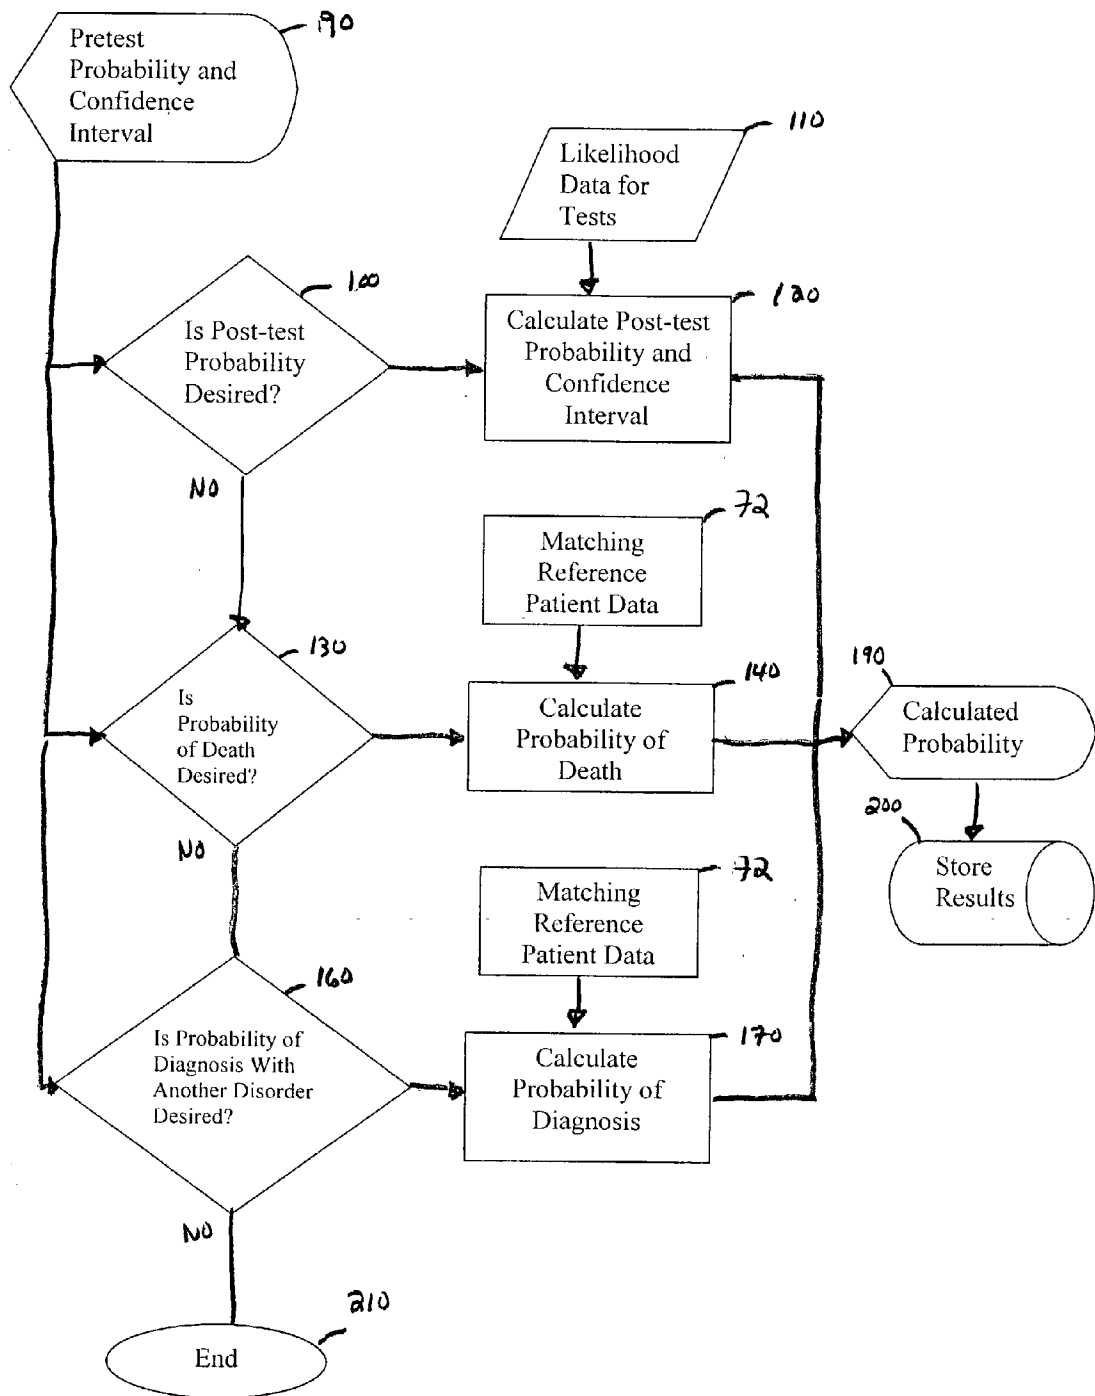 190
Pretest
Probability and
Confidence
Interval
110
Likelihood
Data for
Tests
100
Is Post-test
Probability
Desired?
120
Calculate Post-test
Probability and
Confidence
Interval
NO
72
Matching
Reference
Patient Data
130
Is
Probability
of Death
Desired?
140
Calculate
Probability of
Death
190
Calculated
Probability
NO
200
Store
Results
72
Matching
Reference
Patient Data
160
Is Probability of
Diagnosis With
Another Disorder
Desired?
170
Calculate
Probability of
Diagnosis
NO
210
End